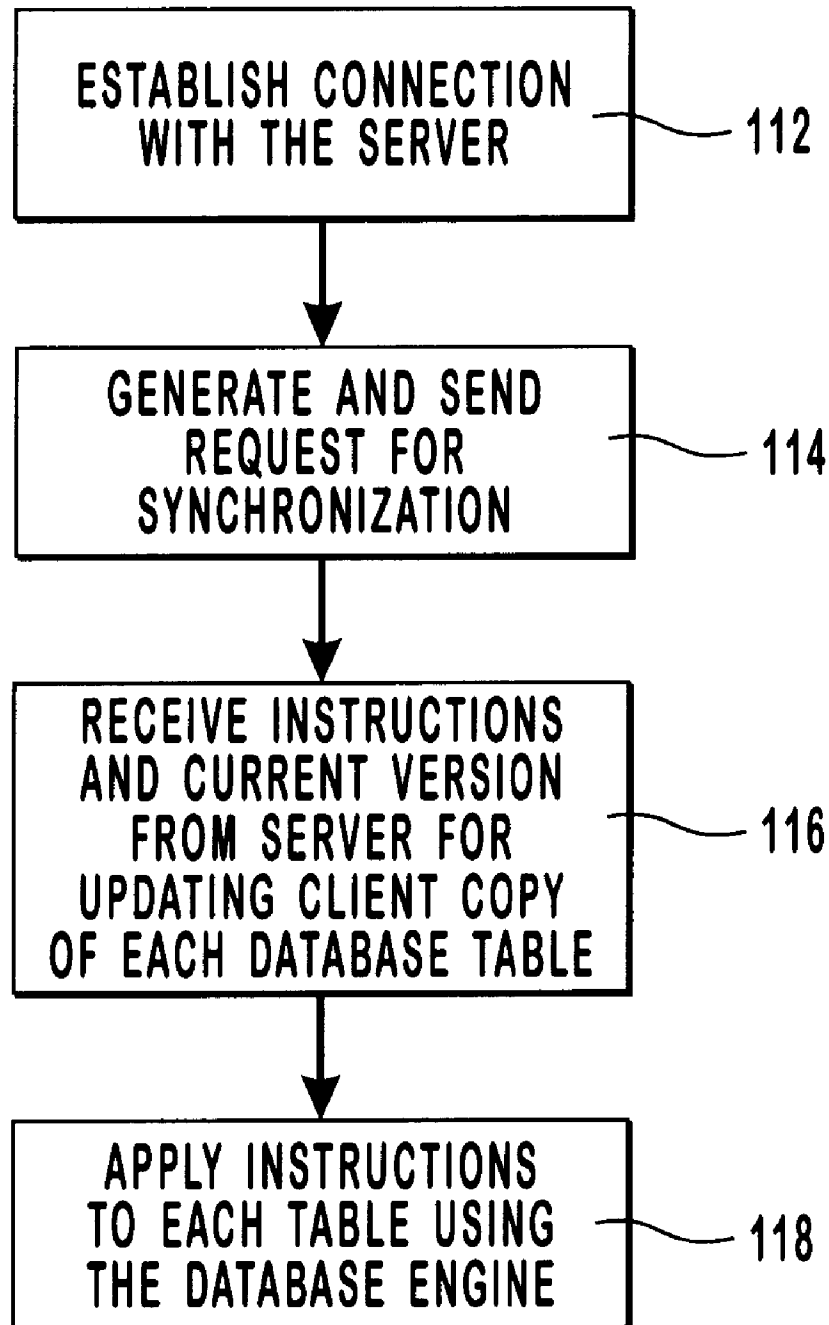 ESTABLISH CONNECTION
WITH THE SERVER
112
GENERATE AND SEND
REQUEST FOR
SYNCHRONIZATION
114
RECEIVE INSTRUCTIONS
AND CURRENT VERSION
FROM SERVER FOR
UPDATING CLIENT COPY
OF EACH DATABASE TABLE
116
APPLY INSTRUCTIONS
TO EACH TABLE USING
THE DATABASE ENGINE
118